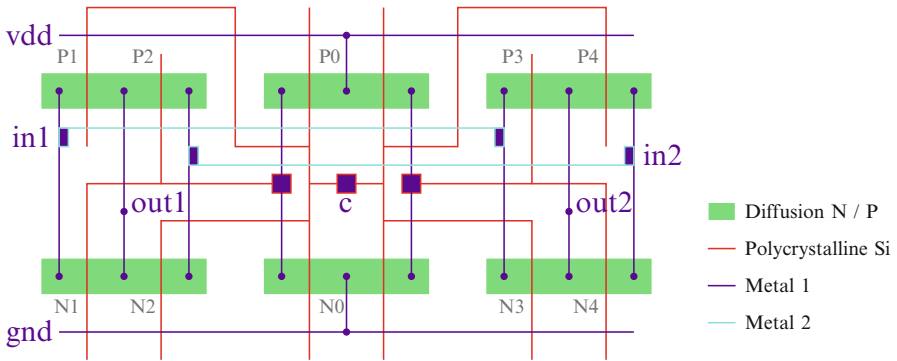 vdd
P1 P2 P0 P3 P4
in1 in2
out1 c out2
N1 N2 N0 N3 N4
gnd
Diffusion N / P
Polycrystalline Si
Metal 1
Metal 2